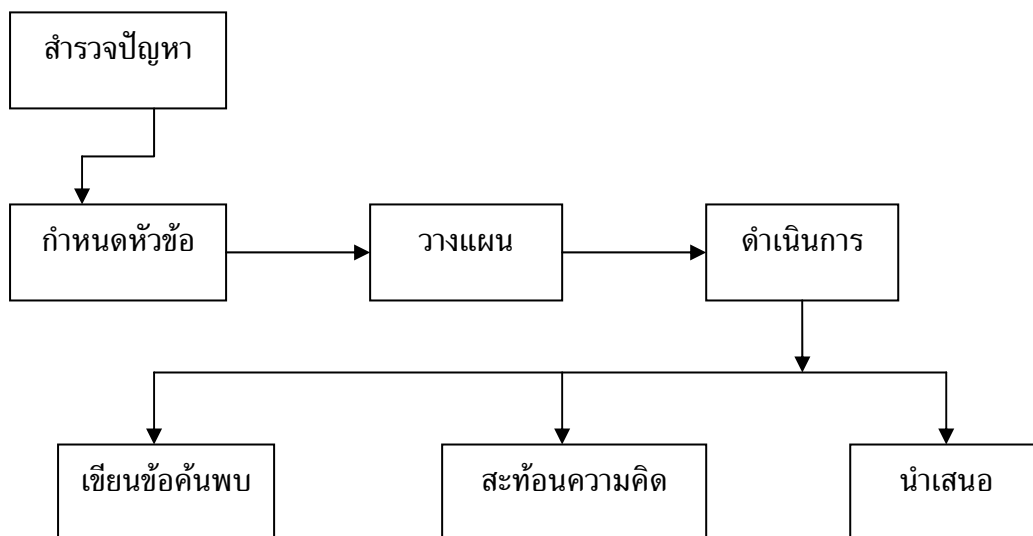 สำรวจปัญหา
กำหนดหัวข้อ
วางแผน
ดำเนินการ
เขียนข้อค้นพบ
สะท้อนความคิด
นำเสนอ